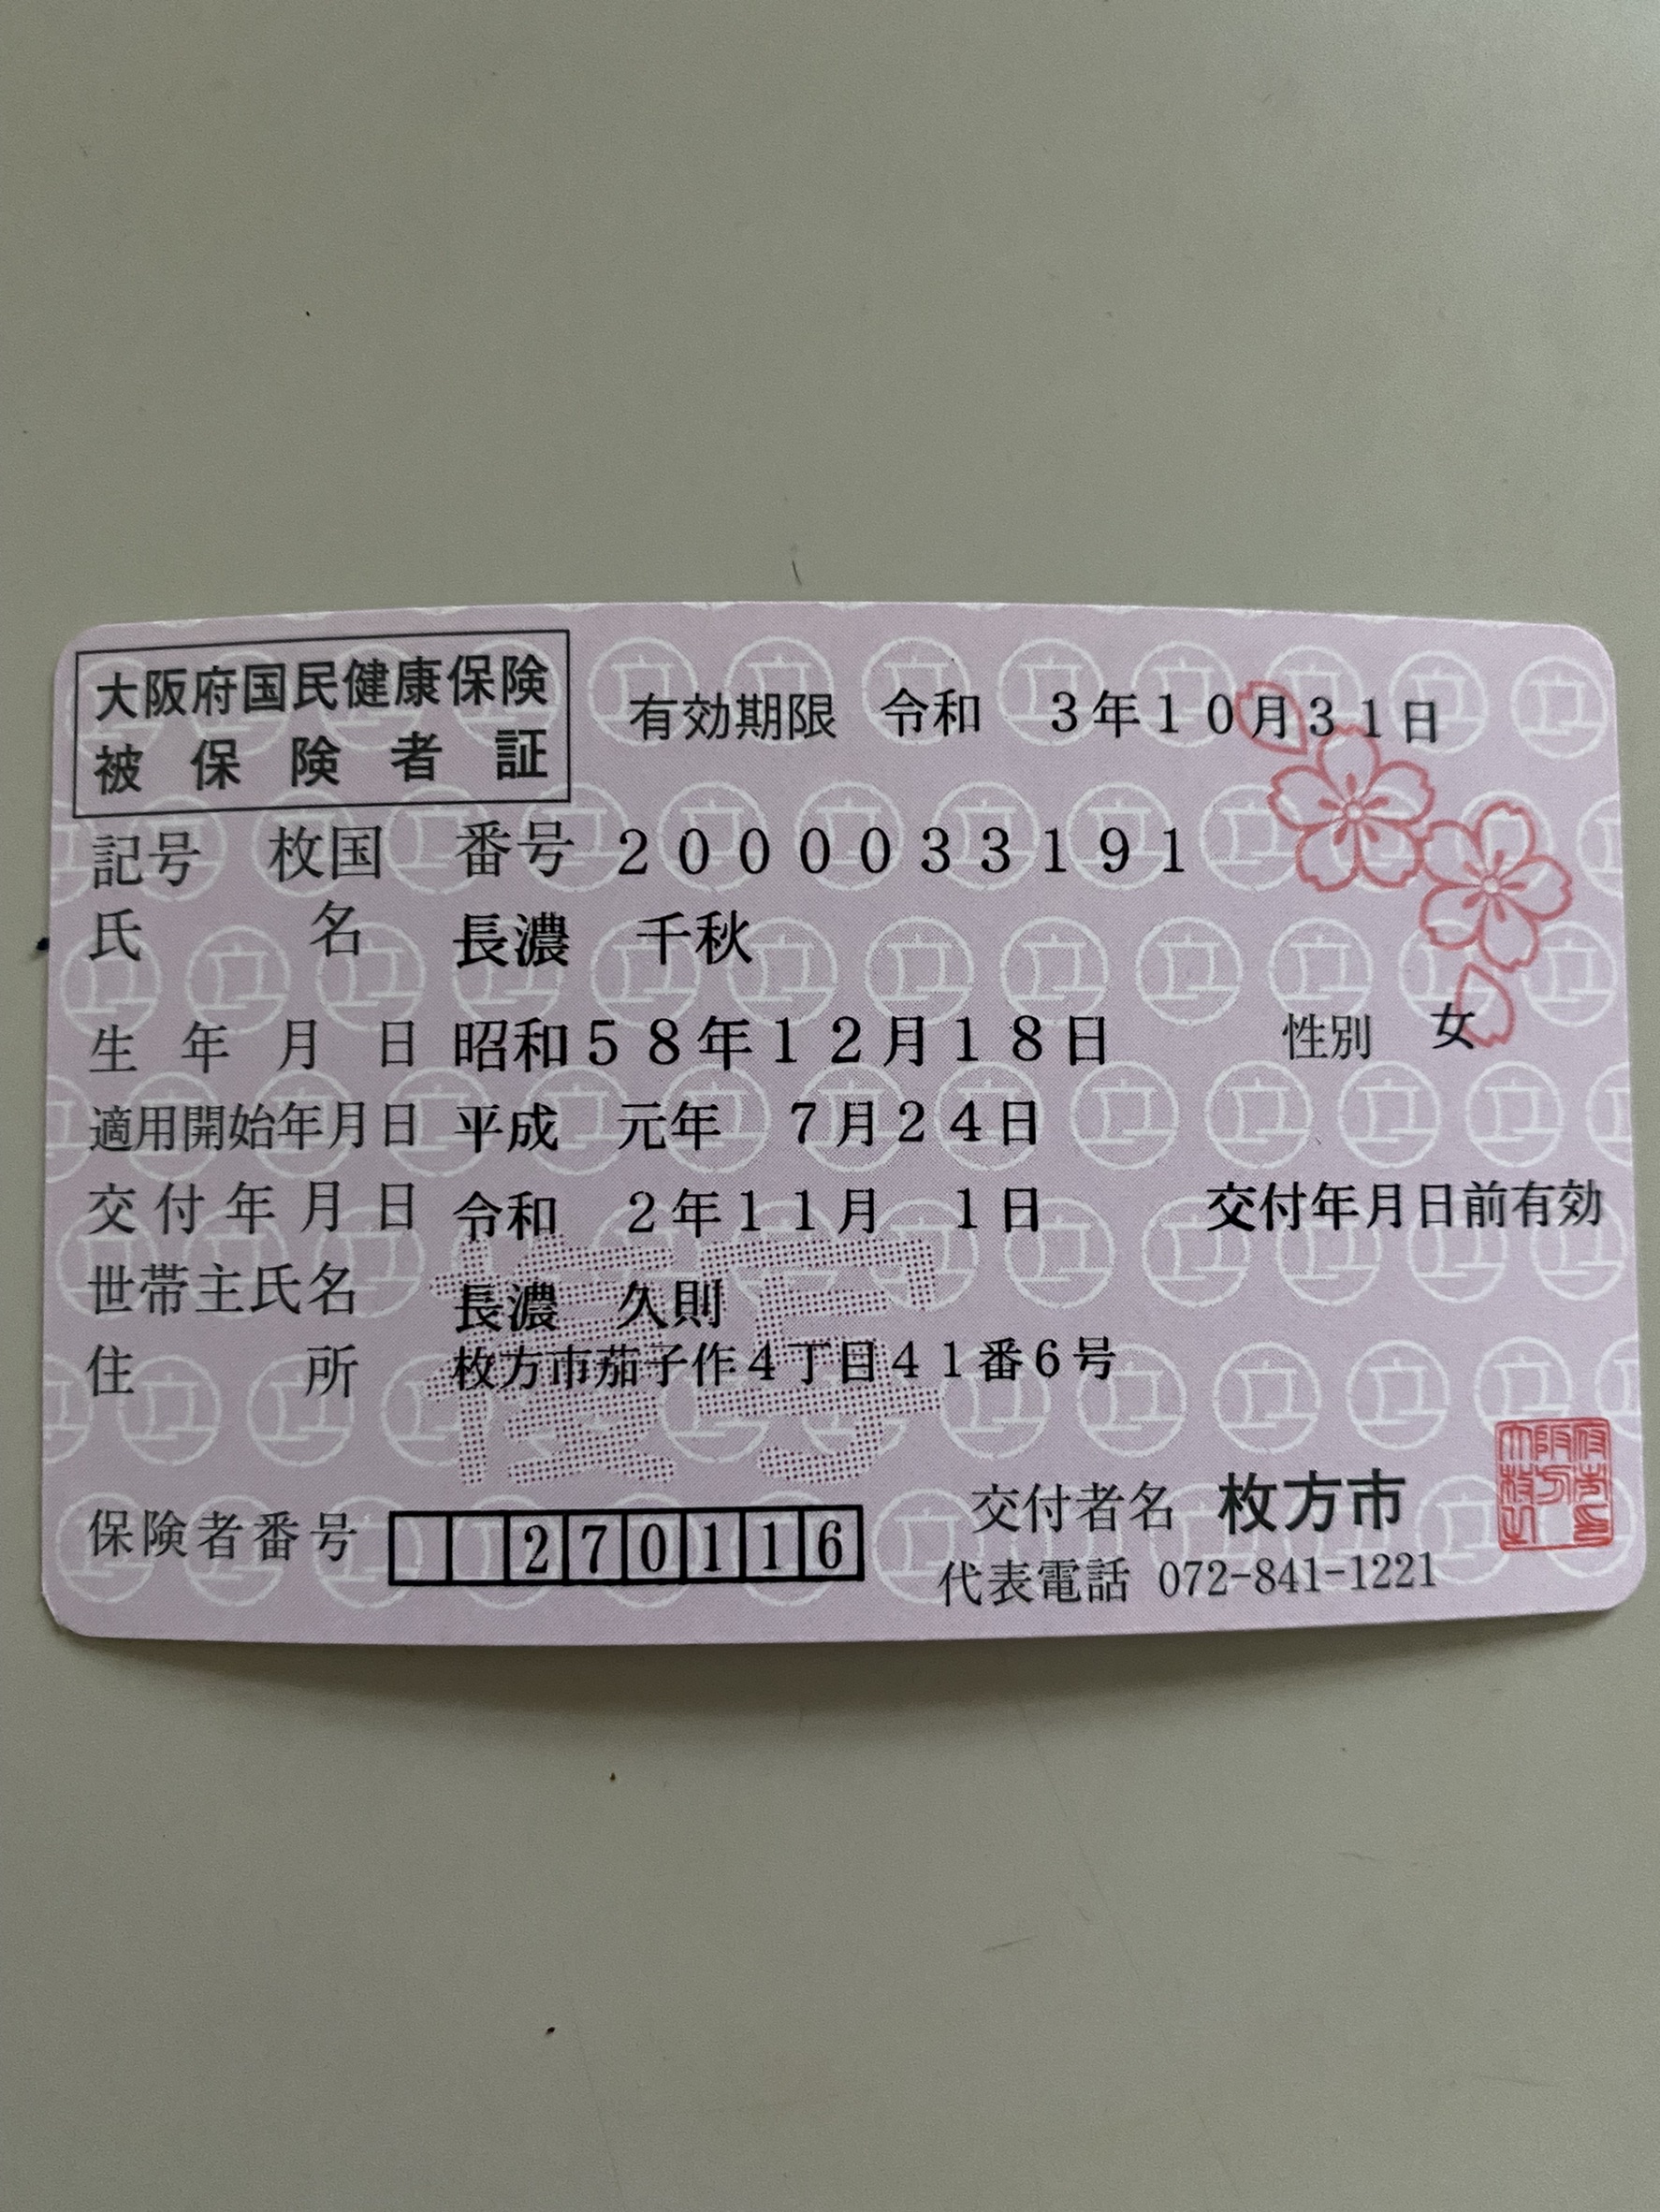 大阪府国民健康保険
被保険者証
有効期限 令和 3年10月31日
記号 枚国 番号 2000033191
氏名 長濃 千秋
生年月日 昭和58年12月18日 性別 女
適用開始年月日 平成 元年 7月24日
交付年月日 令和 2年11月 1日 交付年月日前有効
世帯主氏名 長濃 久則
住所 枚方市茄子作4丁目41番6号
保険者番号 270116
交付者名 枚方市
代表電話 072-841-1221